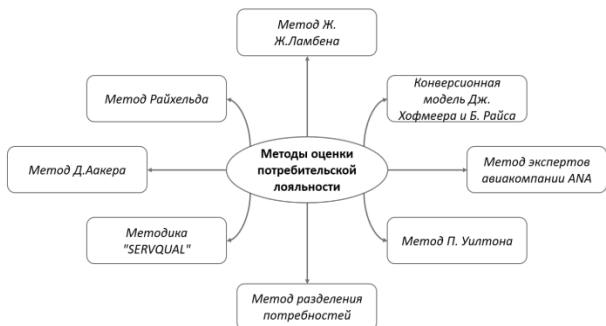 Метод Ж.
Ж.Ламбена
Метод Райхельда
Конверсионная
модель Дж.
Хофмеера и Б. Райса
Методы оценки
потребительской
лояльности
Метод Д.Аакера
Метод экспертов
авиакомпании ANA
Методика
"SERVQUAL"
Метод П. Уилтона
Метод разделения
потребностей